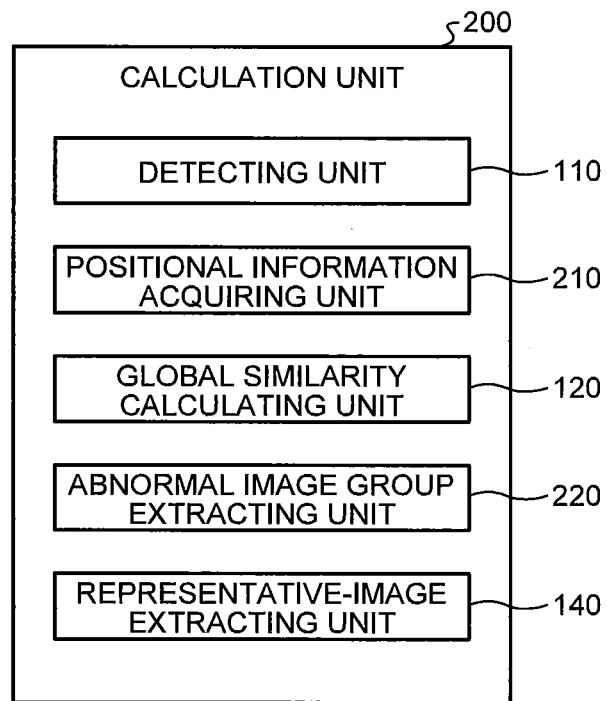 200
CALCULATION UNIT
DETECTING UNIT
110
POSITIONAL INFORMATION
ACQUIRING UNIT
210
GLOBAL SIMILARITY
CALCULATING UNIT
120
ABNORMAL IMAGE GROUP
EXTRACTING UNIT
220
REPRESENTATIVE-IMAGE
EXTRACTING UNIT
140